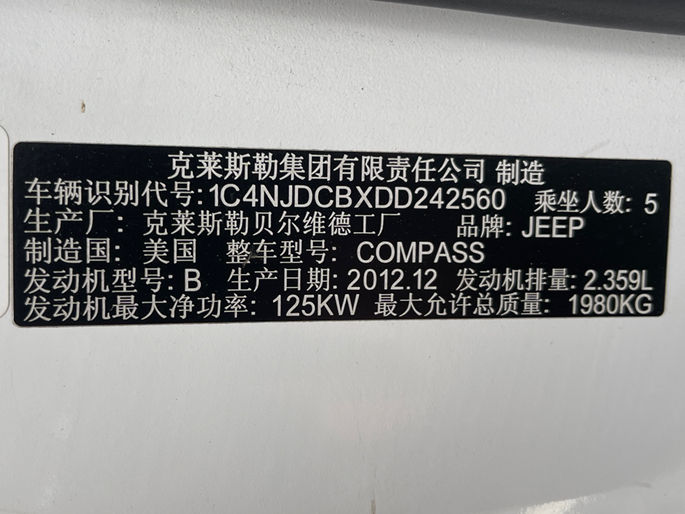 克莱斯勒集团有限责任公司 制造
车辆识别代号:1C4NJDCBXDD242560 乘坐人数: 5
生产厂: 克莱斯勒贝尔维德工厂 品牌: JEEP
制造国: 美国 整车型号: COMPASS
发动机型号: B 生产日期: 2012.12 发动机排量: 2.359L
发动机最大净功率: 125KW 最大允许总质量: 1980KG